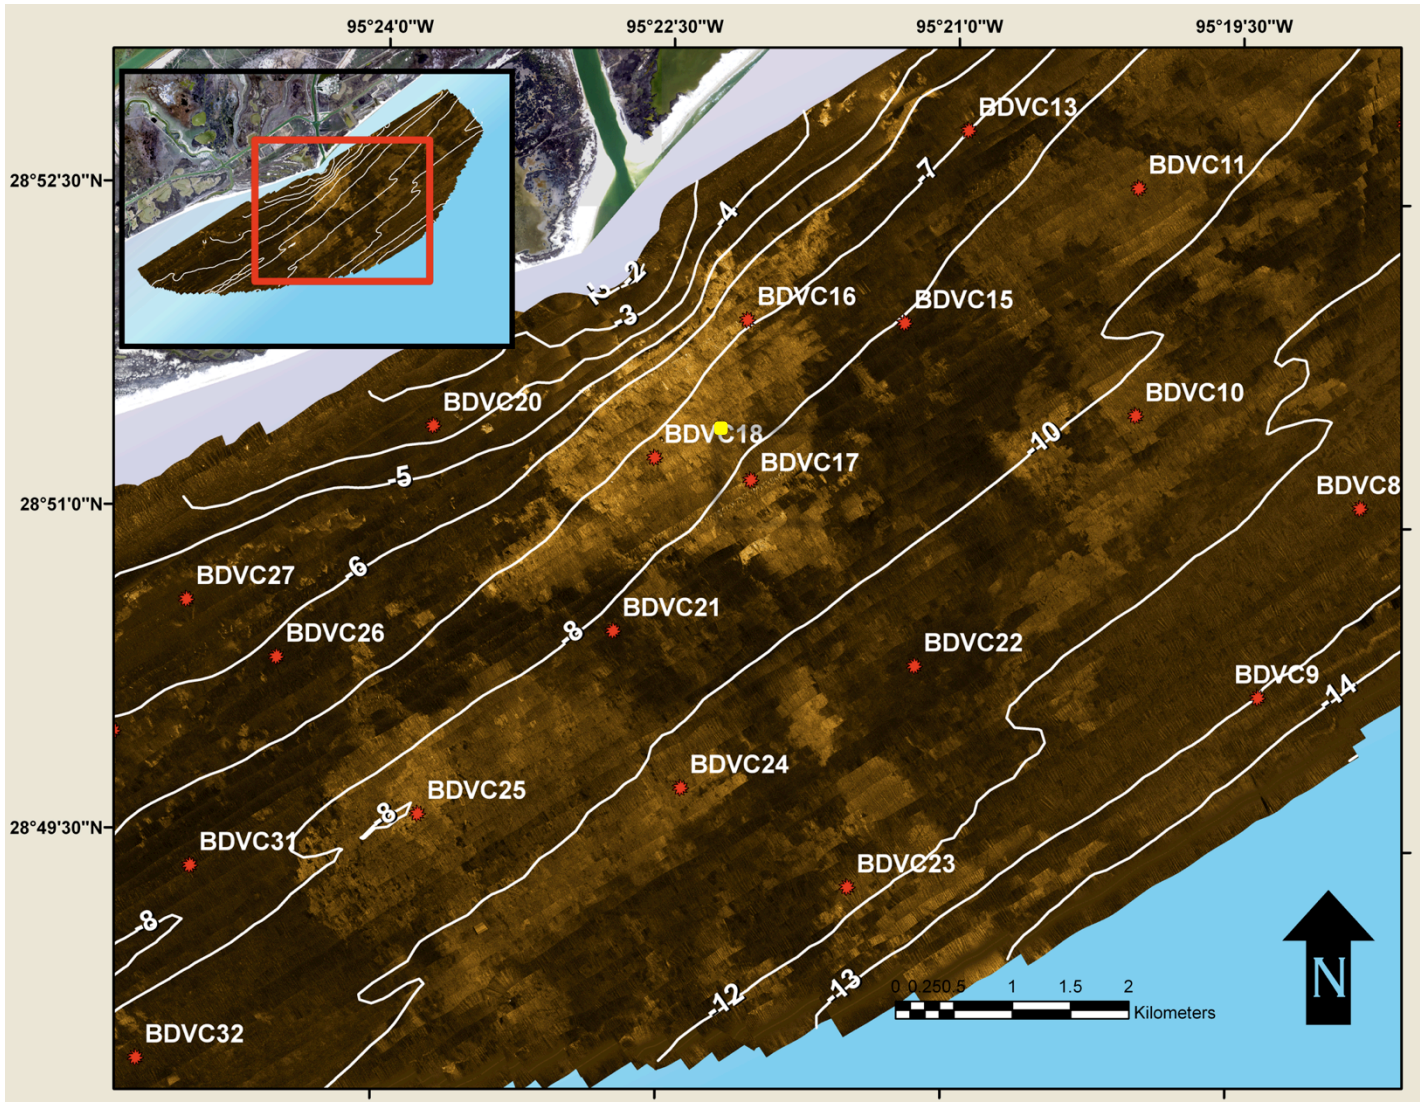 95°24'0"W
95°22'30"W
95°21'0"W
95°19'30"W
28°52'30"N
28°51'0"N
28°49'30"N
BDVC13
BDVC11
-7
-4
-2
-2
-3
BDVC16
BDVC15
BDVC20
BDVC10
BDVC18
-10
BDVC17
-5
BDVC8
-6
BDVC27
BDVC21
-8
BDVC26
BDVC22
BDVC9
-14
BDVC24
BDVC25
-8
BDVC31
BDVC23
-8
-12
-13
0 0.25 0.5 1 1.5 2
Kilometers
N
BDVC32